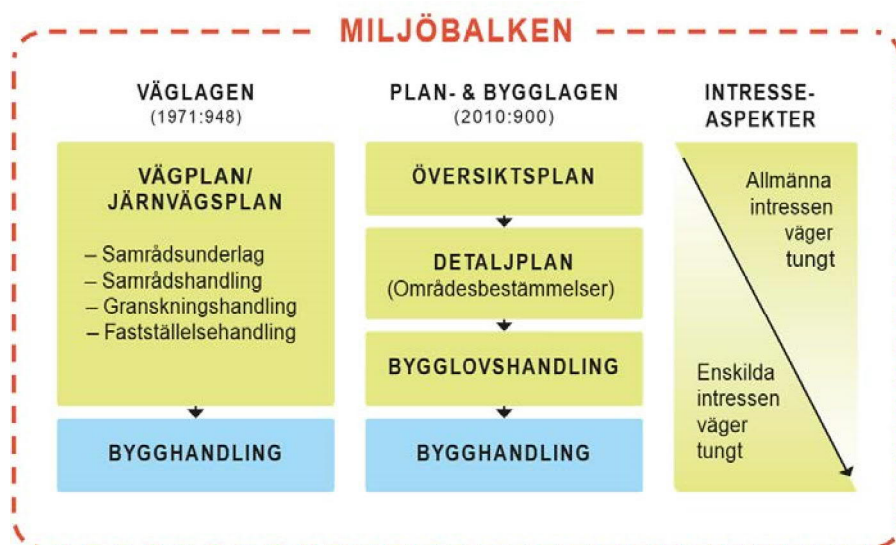 MILJÖBALKEN
VÄGLAGEN
(1971:948)
VÄGPLAN/
JÄRNVÄGSPLAN
– Samrådsunderlag
– Samrådshandling
– Granskningshandling
– Fastställelsehandling
BYGGHANDLING
PLAN- & BYGGLAGEN
(2010:900)
ÖVERSIKTSPLAN
DETALJPLAN
(Områdesbestämmelser)
BYGGLOVSHANDLING
BYGGHANDLING
INTRESSE-
ASPEKTER
Allmänna
intressen
väger
tungt
Enskilda
intressen
väger
tungt